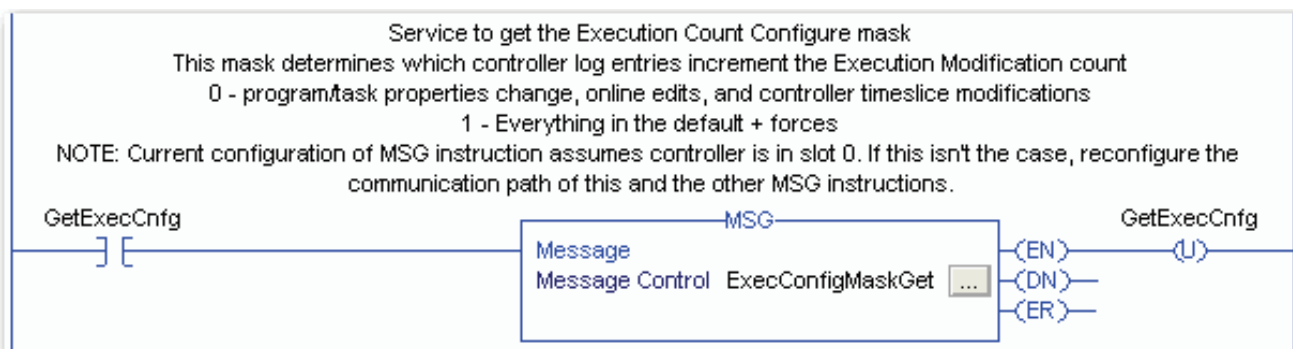 Service to get the Execution Count Configure mask
This mask determines which controller log entries increment the Execution Modification count
0 - program/task properties change, online edits, and controller timeslice modifications
1 - Everything in the default + forces
NOTE: Current configuration of MSG instruction assumes controller is in slot 0. If this isn't the case, reconfigure the
communication path of this and the other MSG instructions.
GetExecCnfg
MSG
GetExecCnfg
Message
(EN)
(U)
Message Control ExecConfigMaskGet ...
(DN)
(ER)